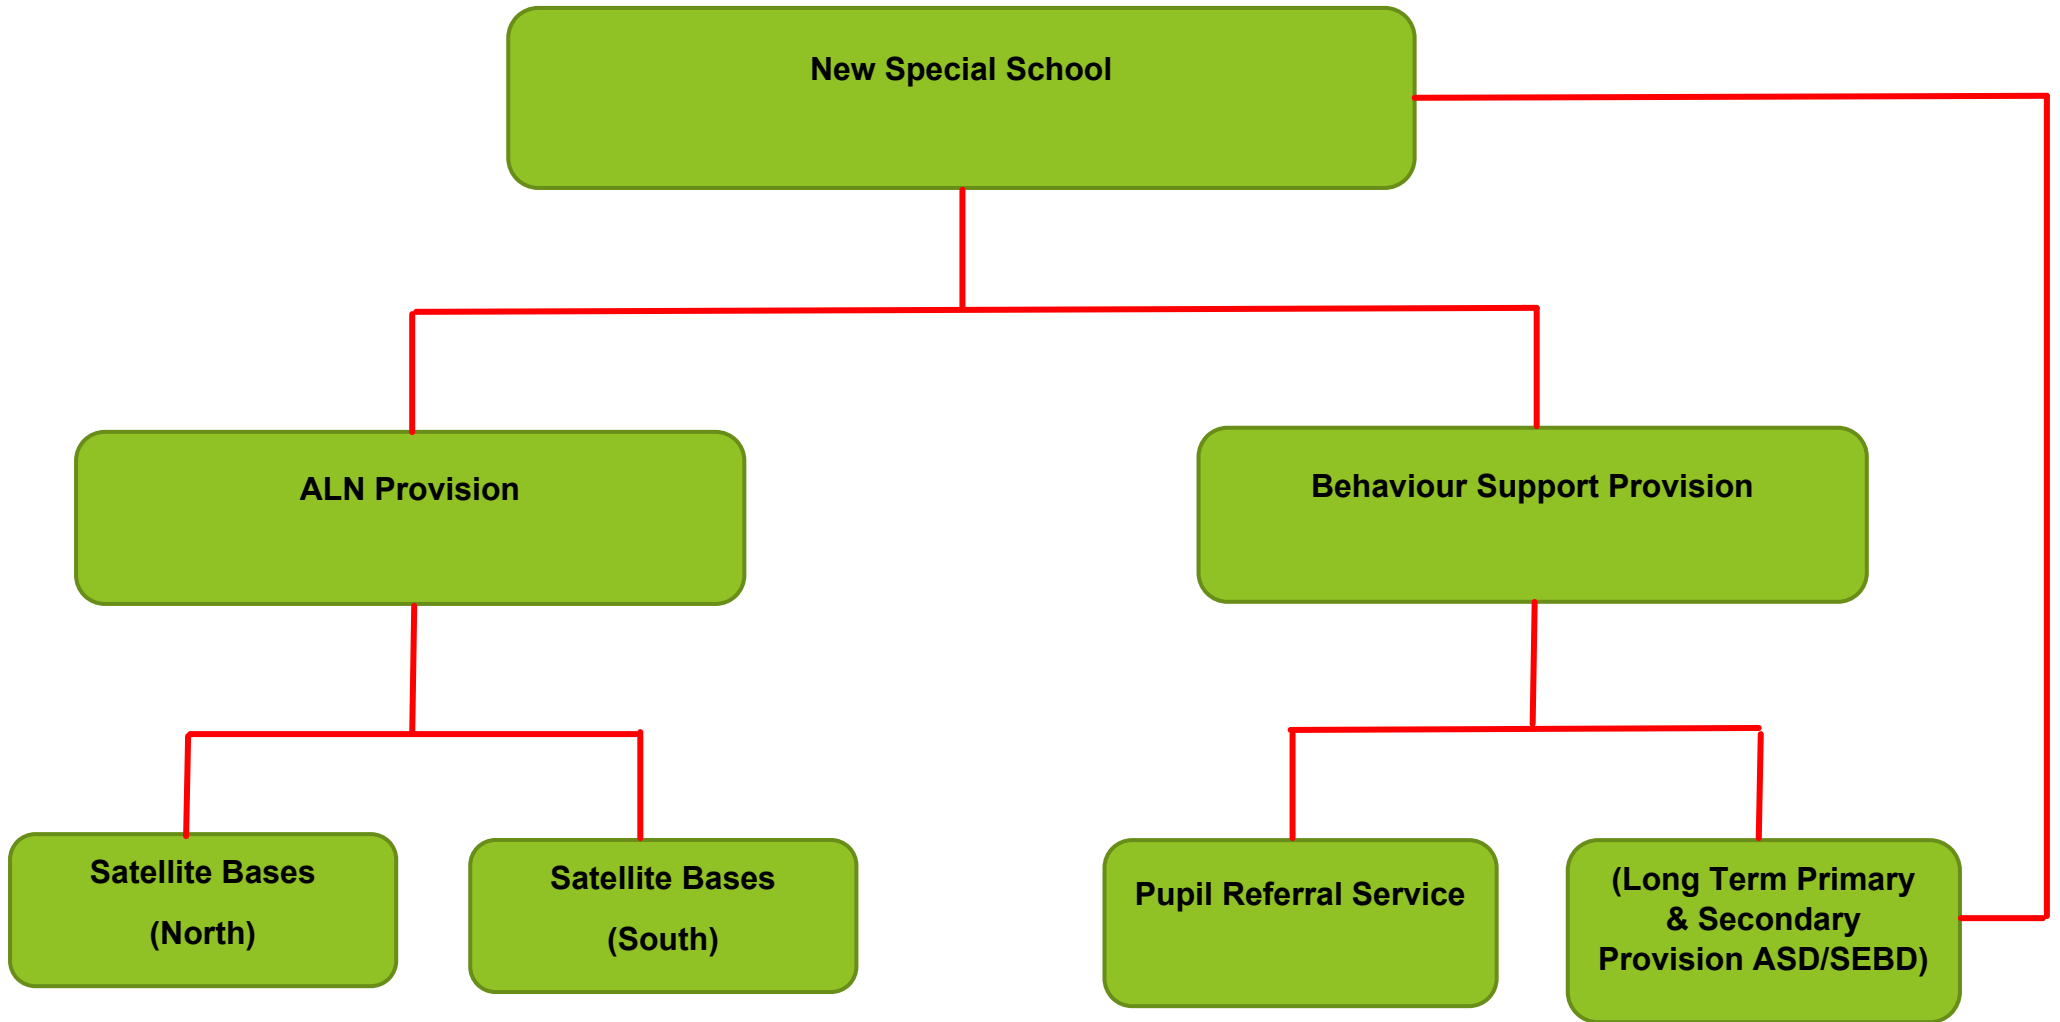 New Special School
ALN Provision
Behaviour Support Provision
Satellite Bases
(North)
Satellite Bases
(South)
Pupil Referral Service
(Long Term Primary
& Secondary
Provision ASD/SEBD)